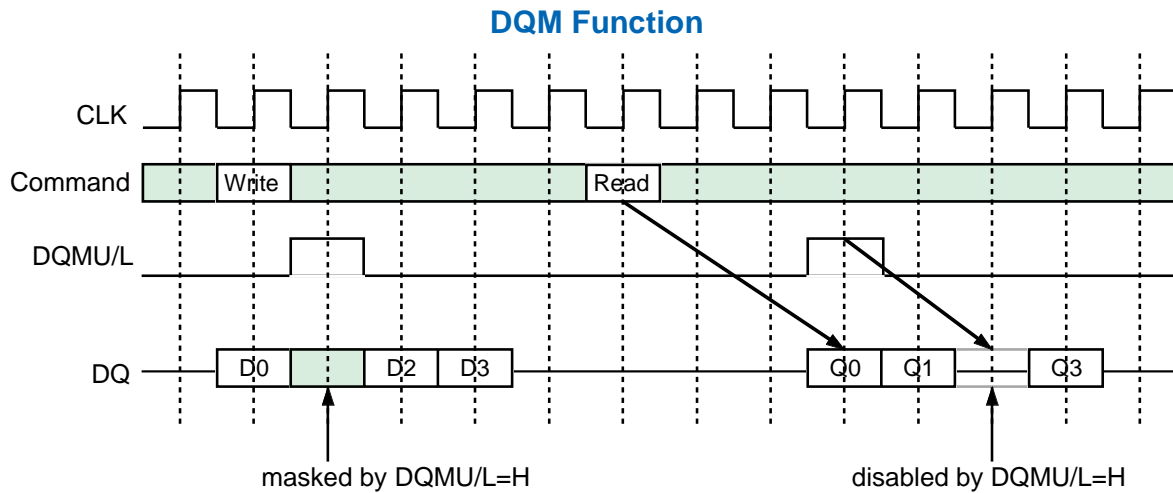 DQM Function
CLK
Command
Write
Read
DQMU/L
DQ
D0
D2
D3
Q0
Q1
Q3
masked by DQMU/L=H
disabled by DQMU/L=H